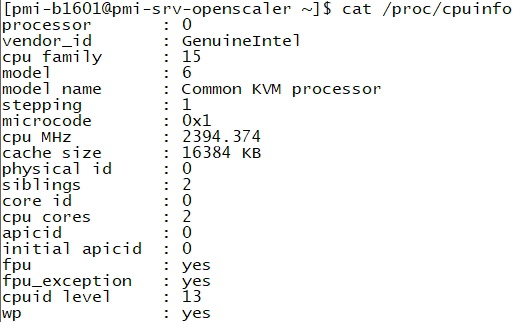 [pmi-b1601@pmi-srv-openscaler ~]$ cat /proc/cpuinfo
processor : 0
vendor_id : GenuineIntel
cpu family : 15
model : 6
model name : Common KVM processor
stepping : 1
microcode : 0x1
cpu MHz : 2394.374
cache size : 16384 KB
physical id : 0
siblings : 2
core id : 0
cpu cores : 2
apicid : 0
initial apicid : 0
fpu : yes
fpu_exception : yes
cpuid level : 13
wp : yes